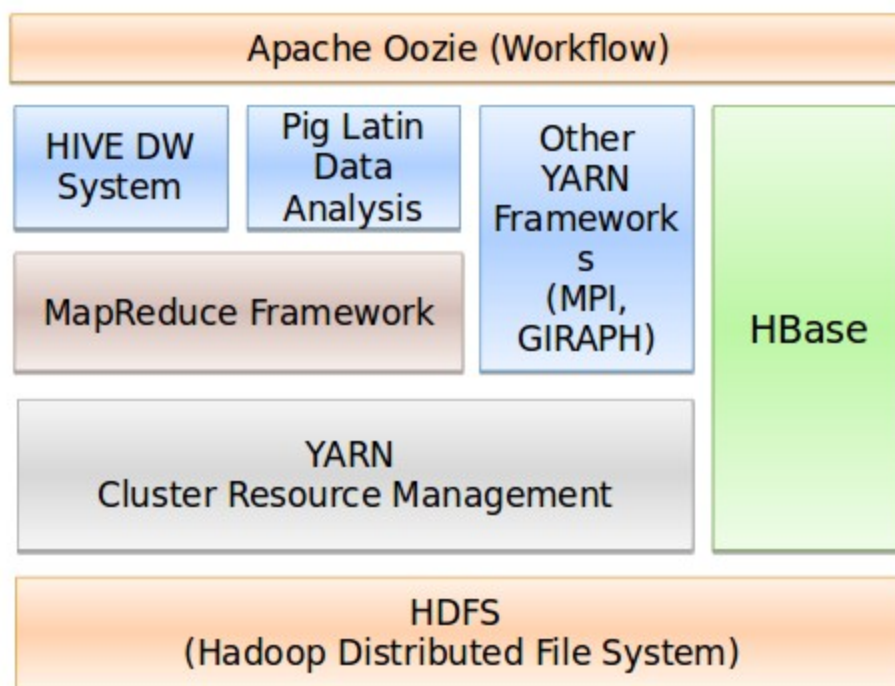 Apache Oozie (Workflow)
HIVE DW
System
Pig Latin
Data
Analysis
Other
YARN
Framework
s
(MPI,
GIRAPH)
HBase
MapReduce Framework
YARN
Cluster Resource Management
HDFS
(Hadoop Distributed File System)